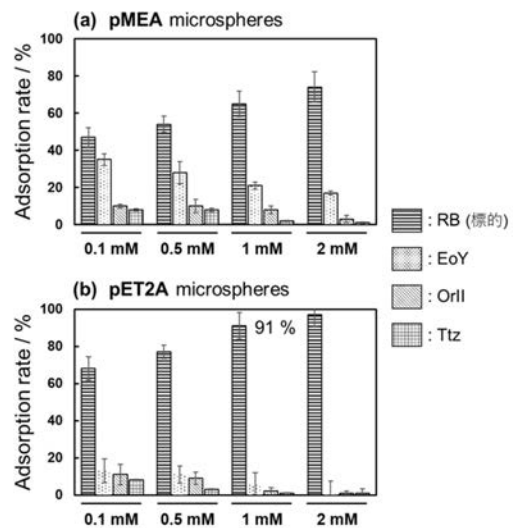 (a) pMEA microspheres
Adsorption rate / %
100
80
60
40
20
0
0.1 mM
0.5 mM
1 mM
2 mM
(b) pET2A microspheres
Adsorption rate / %
100
80
60
40
20
0
91 %
0.1 mM
0.5 mM
1 mM
2 mM
: RB (標的)
: EoY
: OrII
: Ttz